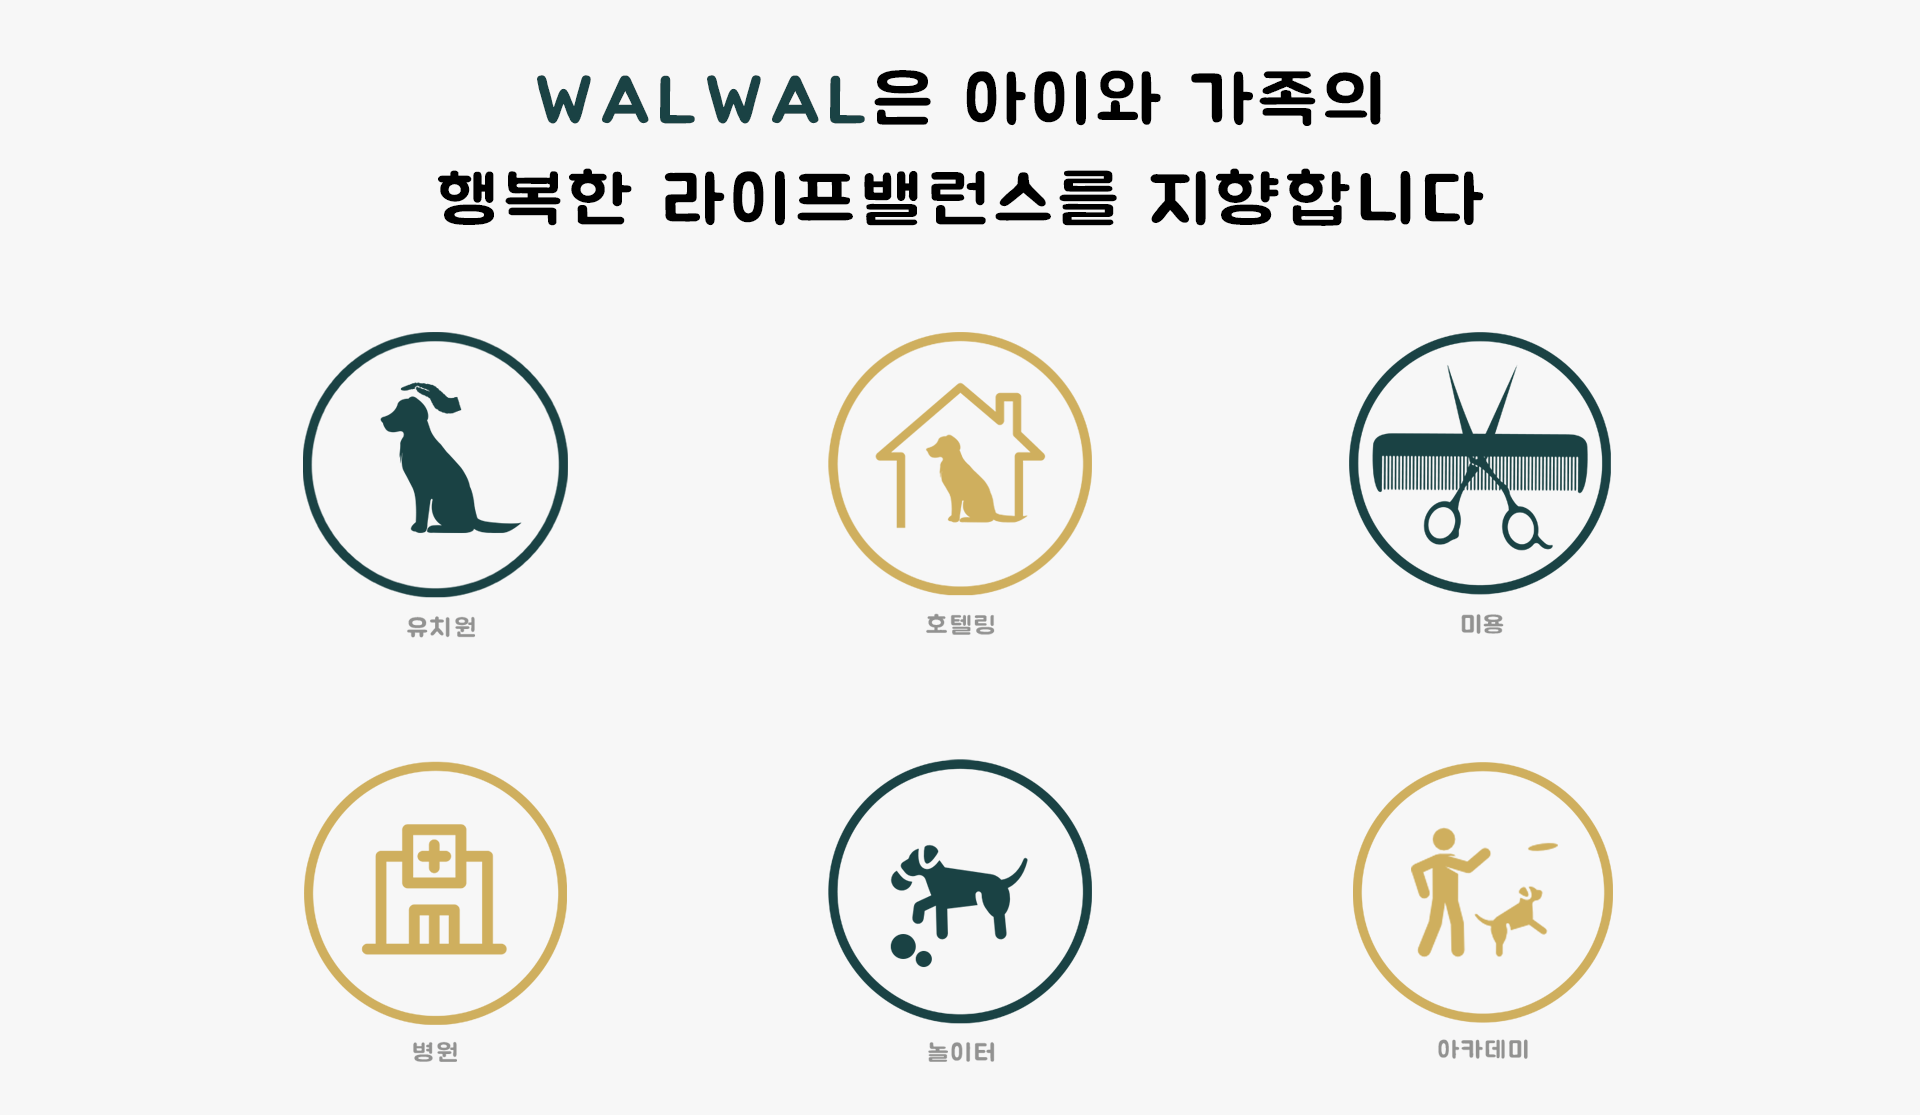 WALWAL은 아이와 가족의
행복한 라이프밸런스를 지향합니다
유치원
호텔링
미용
병원
놀이터
아카데미